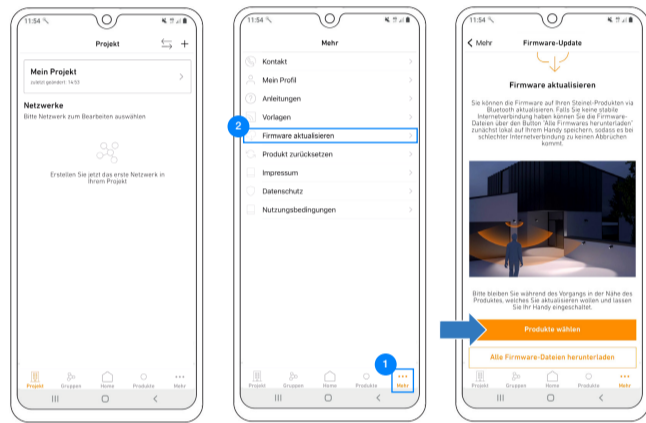 11:54
Projekt
Mein Projekt
zuletzt geändert: 14:53
Netzwerke
Bitte Netzwerk zum Bearbeiten auswählen
Erstellen Sie jetzt das erste Netzwerk in
Ihrem Projekt
Projekt Gruppen Home Produkte Mehr
11:54
Mehr
Kontakt
Mein Profil
Anleitungen
Vorlagen
2
Firmware aktualisieren
Produkt zurücksetzen
Impressum
Datenschutz
Nutzungsbedingungen
1
Projekt Gruppen Home Produkte Mehr
11:54
Mehr Firmware-Update
Firmware aktualisieren
Sie können die Firmware auf Ihren Steinel-Produkten via
Bluetooth aktualisieren. Falls Sie keine stabile
Internetverbindung haben können Sie die Firmware-
Dateien über den Button "Alle Firmwares herunterladen"
zunächst lokal auf Ihrem Handy speichern, sodass es bei
schlechter Internetverbindung zu keinen Abbrüchen
kommt.
Bitte bleiben Sie während des Vorgangs in der Nähe des
Produktes, welches Sie aktualisieren wollen und lassen
Sie Ihr Handy eingeschaltet.
Produkte wählen
Alle Firmware-Dateien herunterladen
Projekt Gruppen Home Produkte Mehr